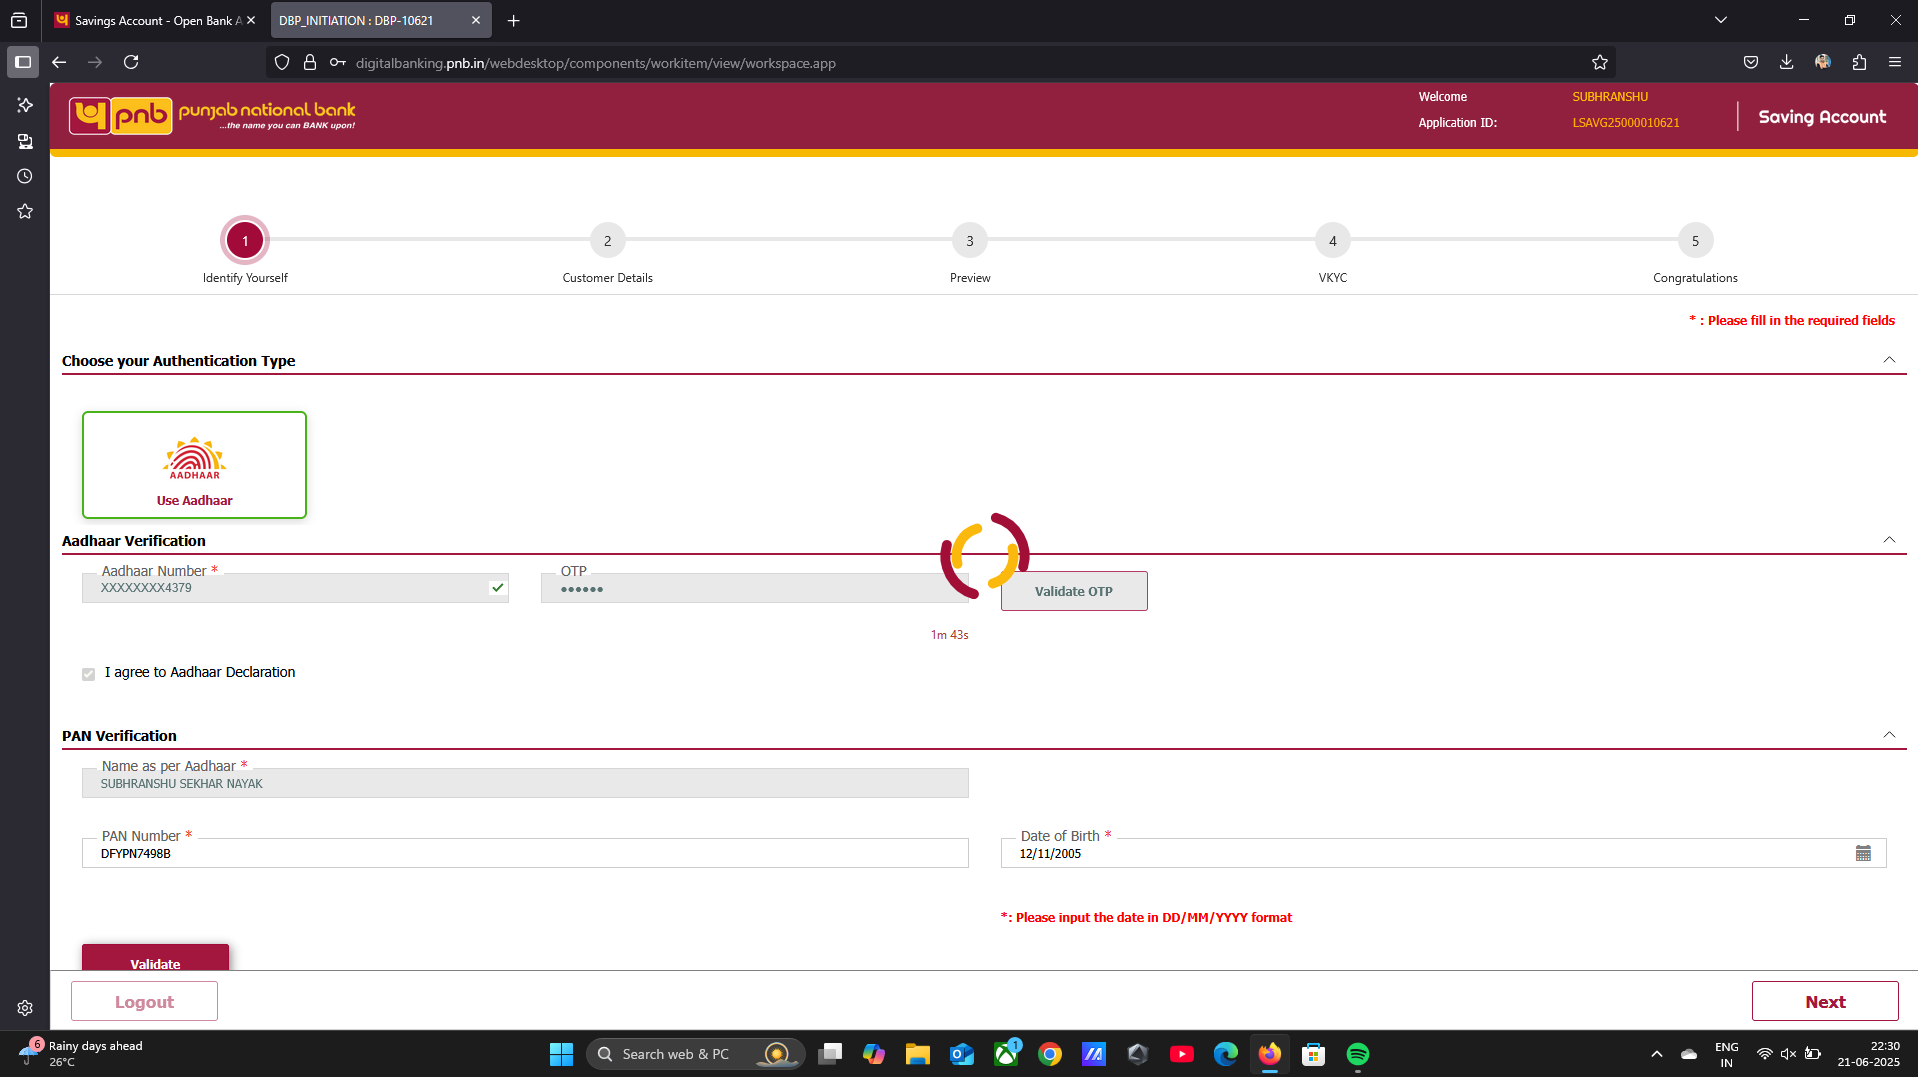 Savings Account - Open Bank A
DBP_INITIATION : DBP-10621
digitalbanking.pnb.in/webdesktop/components/workitem/view/workspace.app
pnb punjab national bank
...the name you can BANK upon!
Welcome SUBHRANSHU
Application ID: LSAVG25000010621
Saving Account
1 2 3 4 5
Identify Yourself Customer Details Preview VKYC Congratulations
* : Please fill in the required fields
Choose your Authentication Type
AADHAAR
Use Aadhaar
Aadhaar Verification
Aadhaar Number * OTP
XXXXXXXX4379 ••••••
Validate OTP
1m 43s
I agree to Aadhaar Declaration
PAN Verification
Name as per Aadhaar *
SUBHRANSHU SEKHAR NAYAK
PAN Number * Date of Birth *
DFYPN7498B 12/11/2005
*: Please input the date in DD/MM/YYYY format
Validate
Logout Next
6 Rainy days ahead
26°C
Search web & PC
1
ENG
IN
22:30
21-06-2025